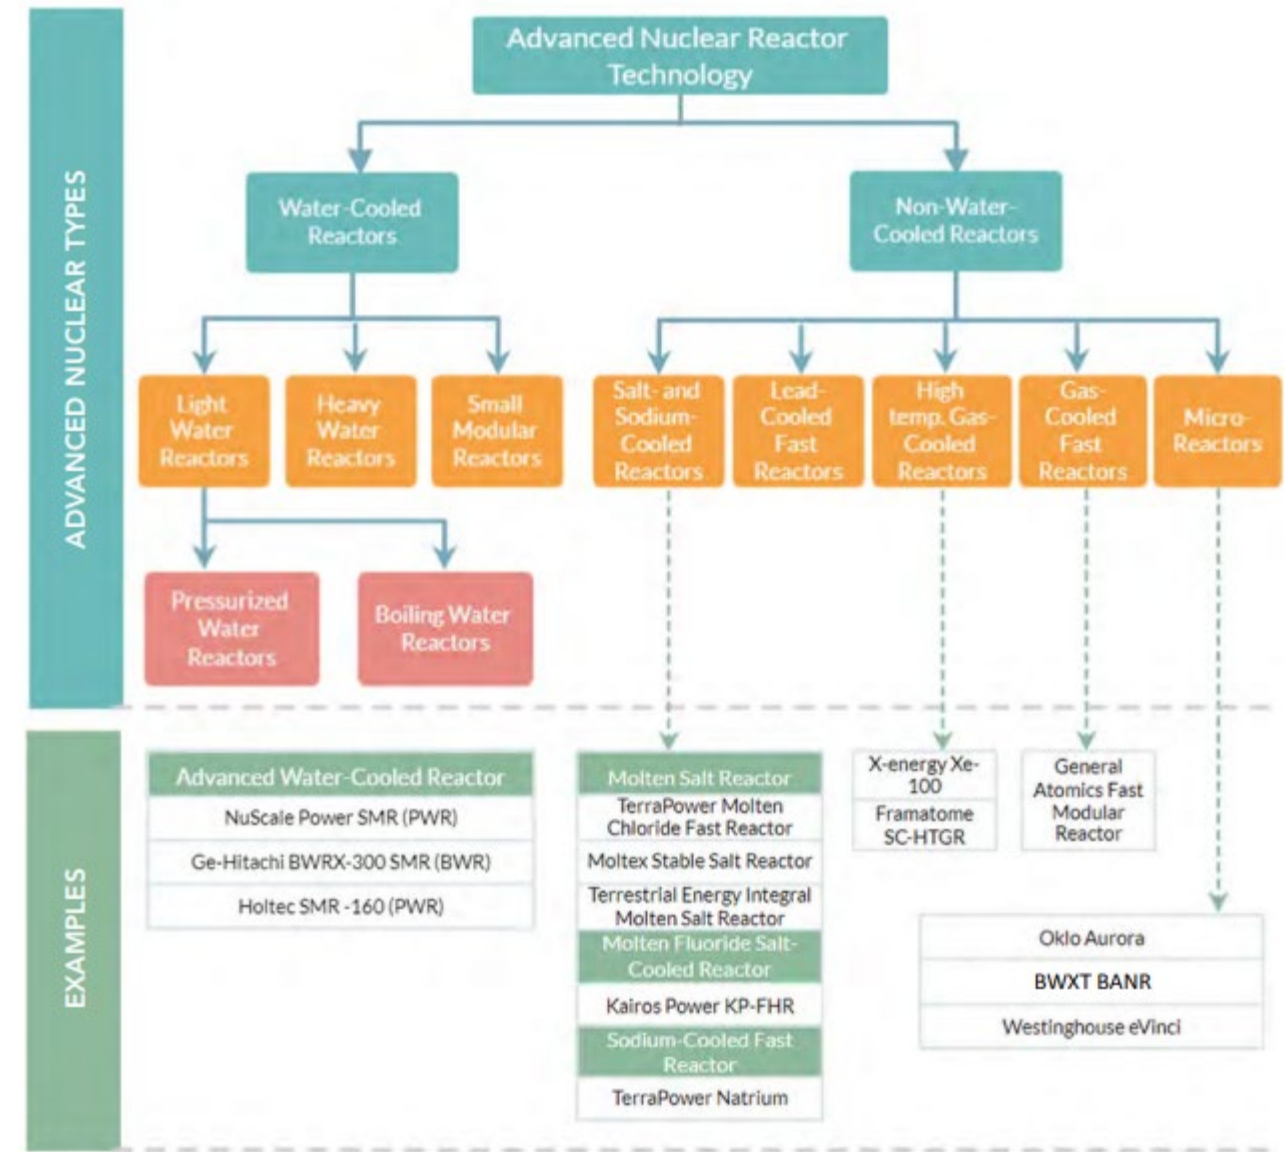 Advanced Nuclear Reactor
Technology
ADVANCED NUCLEAR TYPES
Water-Cooled
Reactors
Non-Water-
Cooled Reactors
Light
Water
Reactors
Heavy
Water
Reactors
Small
Modular
Reactors
Salt- and
Sodium-
Cooled
Reactors
Lead-
Cooled
Fast
Reactors
High
temp. Gas-
Cooled
Reactors
Gas-
Cooled
Fast
Reactors
Micro-
Reactors
Pressurized
Water
Reactors
Boiling Water
Reactors
EXAMPLES
Advanced Water-Cooled Reactor
NuScale Power SMR (PWR)
Ge-Hitachi BWRX-300 SMR (BWR)
Holtec SMR -160 (PWR)
Molten Salt Reactor
TerraPower Molten
Chloride Fast Reactor
Moltex Stable Salt Reactor
Terrestrial Energy Integral
Molten Salt Reactor
Molten Fluoride Salt-
Cooled Reactor
Kairos Power KP-FHR
Sodium-Cooled Fast
Reactor
TerraPower Natrium
X-energy Xe-
100
Framatome
SC-HTGR
General
Atomics Fast
Modular
Reactor
Oklo Aurora
BWXT BANR
Westinghouse eVinci